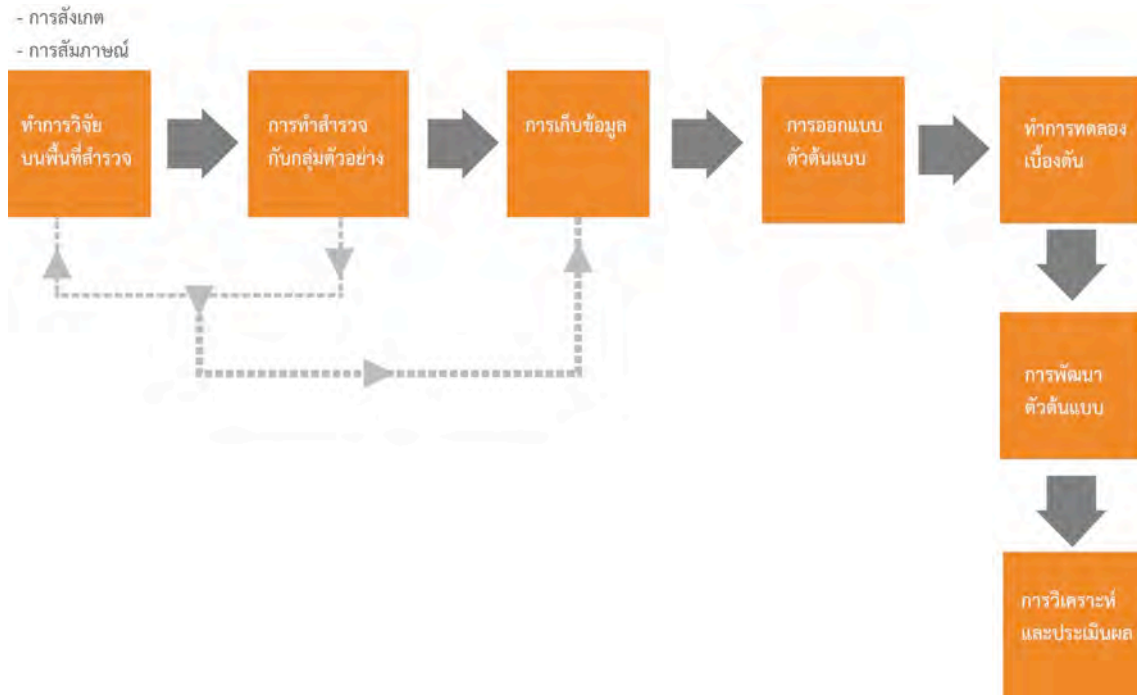 - การสังเกต
- การสัมภาษณ์
ทำการวิจัย
บนพื้นที่สำรวจ
การทำสำรวจ
กับกลุ่มตัวอย่าง
การเก็บข้อมูล
การออกแบบ
ตัวต้นแบบ
ทำการทดลอง
เบื้องต้น
การพัฒนา
ตัวต้นแบบ
การวิเคราะห์
และประเมินผล